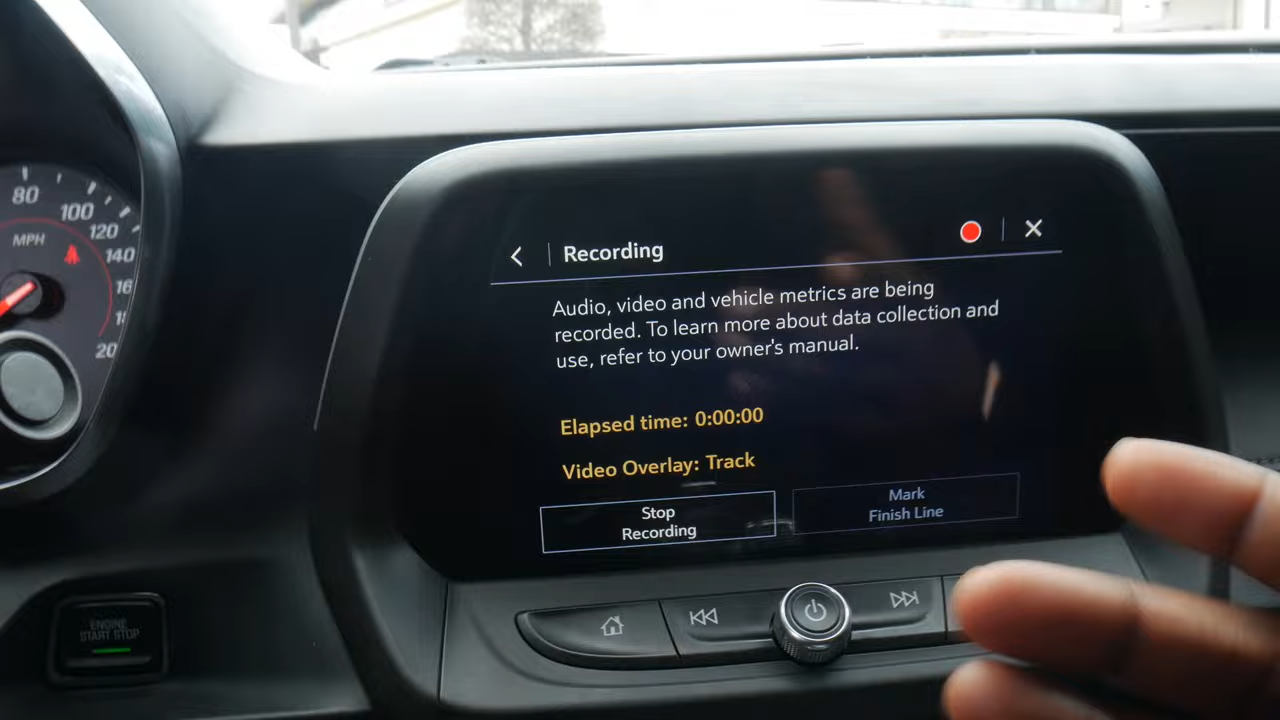 80
100
120
MPH
140
16
20
Recording
Audio, video and vehicle metrics are being
recorded. To learn more about data collection and
use, refer to your owner's manual.
Elapsed time: 0:00:00
Video Overlay: Track
Stop
Recording
Mark
Finish Line
ENGINE
START STOP